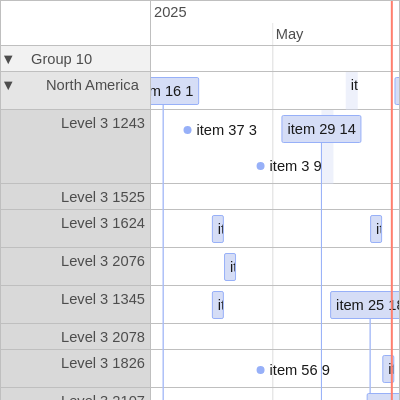 2025
May
▼ Group 10
▼ North America
m 16 1
it
Level 3 1243
item 37 3
item 29 14
item 3 9
Level 3 1525
Level 3 1624
it
it
Level 3 2076
it
Level 3 1345
it
item 25 18
Level 3 2078
Level 3 1826
item 56 9
it
Level 3 2107